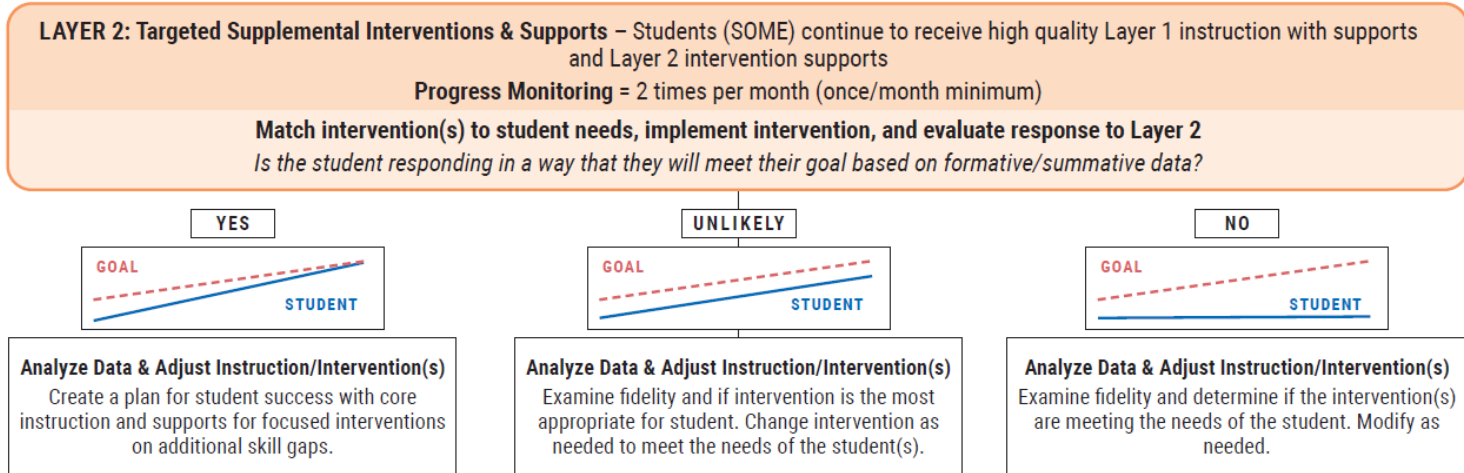 LAYER 2: Targeted Supplemental Interventions & Supports – Students (SOME) continue to receive high quality Layer 1 instruction with supports
and Layer 2 intervention supports
Progress Monitoring = 2 times per month (once/month minimum)
Match intervention(s) to student needs, implement intervention, and evaluate response to Layer 2
Is the student responding in a way that they will meet their goal based on formative/summative data?
YES
GOAL
STUDENT
Analyze Data & Adjust Instruction/Intervention(s)
Create a plan for student success with core
instruction and supports for focused interventions
on additional skill gaps.
UNLIKELY
GOAL
STUDENT
Analyze Data & Adjust Instruction/Intervention(s)
Examine fidelity and if intervention is the most
appropriate for student. Change intervention as
needed to meet the needs of the student(s).
NO
GOAL
STUDENT
Analyze Data & Adjust Instruction/Intervention(s)
Examine fidelity and determine if the intervention(s)
are meeting the needs of the student. Modify as
needed.